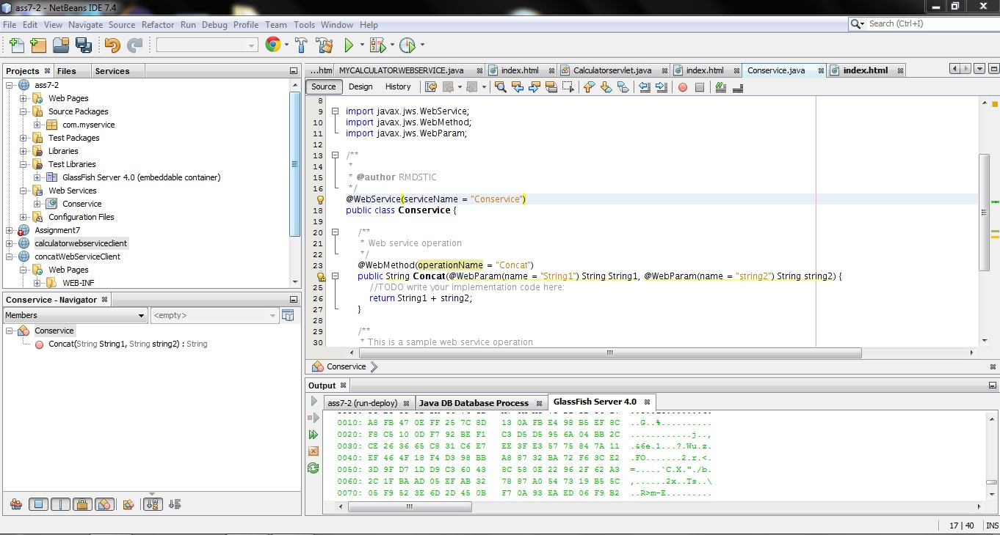 ass7-2 - NetBeans IDE 7.4
File Edit View Navigate Source Refactor Run Debug Profile Team Tools Window Help
Search (Ctrl+I)
Projects Files Services
ass7-2
Web Pages
Source Packages
com.myservice
Test Packages
Libraries
Test Libraries
GlassFish Server 4.0 (embeddable container)
Web Services
Conservice
Configuration Files
Assignment7
calculatorwebserviceclient
concatWebServiceClient
Web Pages
WEB-INF
Conservice - Navigator
Members <empty>
Conservice
Concat(String String1, String string2) : String
...htm MYCALCULATORWEBSERVICE.java index.html Calculatorservlet.java index.html Conservice.java index.html
Source Design History
8
9 import javax.jws.WebService;
10 import javax.jws.WebMethod;
11 import javax.jws.WebParam;
12
13 /**
14 *
15 * @author RMDSTIC
16 */
@WebService(serviceName = "Conservice")
18 public class Conservice {
19
20 /**
21 * Web service operation
22 */
23 @WebMethod(operationName = "Concat")
public String Concat(@WebParam(name = "String1") String String1, @WebParam(name = "string2") String string2) {
25 //TODO write your implementation code here:
26 return String1 + string2;
27 }
28
29 /**
30 * This is a sample web service operation
Conservice
Output
ass7-2 (run-deploy) Java DB Database Process GlassFish Server 4.0
0010: A8 FB 47 0E FF 25 7C 8D 13 0A FB E4 98 B5 EF 8C ..G..%..........
0020: F8 C5 10 0D F7 92 BE F1 C3 D5 D5 95 6A 04 BB 2C ............j..,
0030: CE 26 36 65 C8 31 C6 E7 EE 3F E3 57 75 84 7A 11 .&6e.1...?.Wu.z.
0040: EF 46 4F 18 F4 D3 98 BB A8 87 32 BA 72 F6 3C E2 .FO.......2.r.<.
0050: 3D 9F D7 1D D9 C3 60 43 8C 58 0E 22 96 2F 62 A3 =.....`C.X."./b.
0060: 2C 1F BA AD 05 EF AB 32 78 87 A0 54 73 19 B5 5C ,......2x..Ts..\
0070: 05 F9 52 3E 6D 2D 45 0B F7 0A 93 EA ED 06 F9 B2 ..R>m-E.........
17 | 40 INS